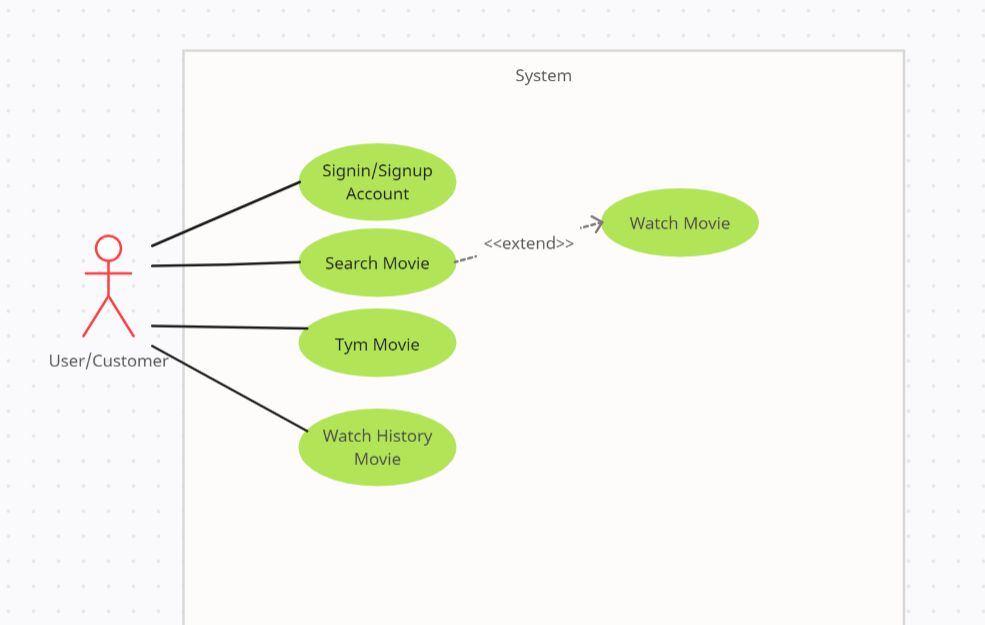 System
Signin/Signup
Account
Watch Movie
<<extend>>
Search Movie
Tym Movie
User/Customer
Watch History
Movie